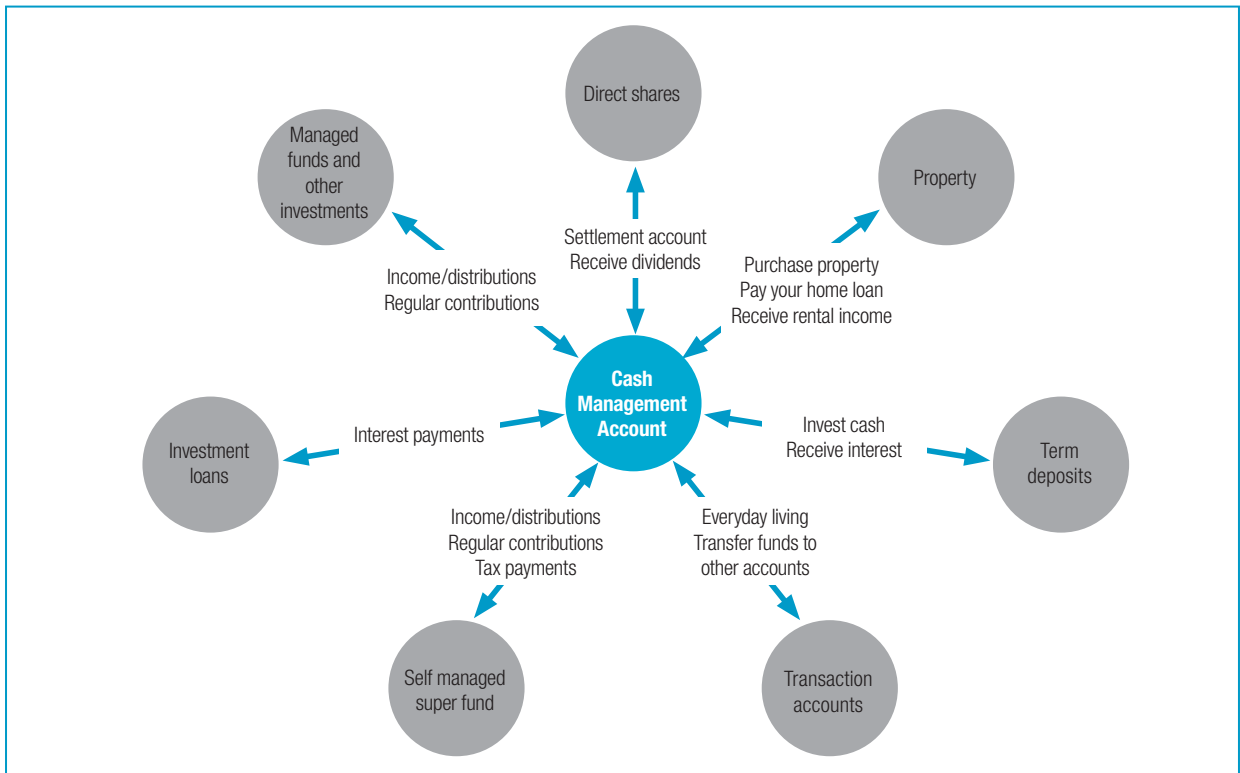 Direct shares
Managed
funds and
other
investments
Property
Settlement account
Receive dividends
Purchase property
Pay your home loan
Receive rental income
Income/distributions
Regular contributions
Cash
Management
Account
Interest payments
Invest cash
Receive interest
Investment
loans
Term
deposits
Income/distributions
Regular contributions
Tax payments
Everyday living
Transfer funds to
other accounts
Self managed
super fund
Transaction
accounts